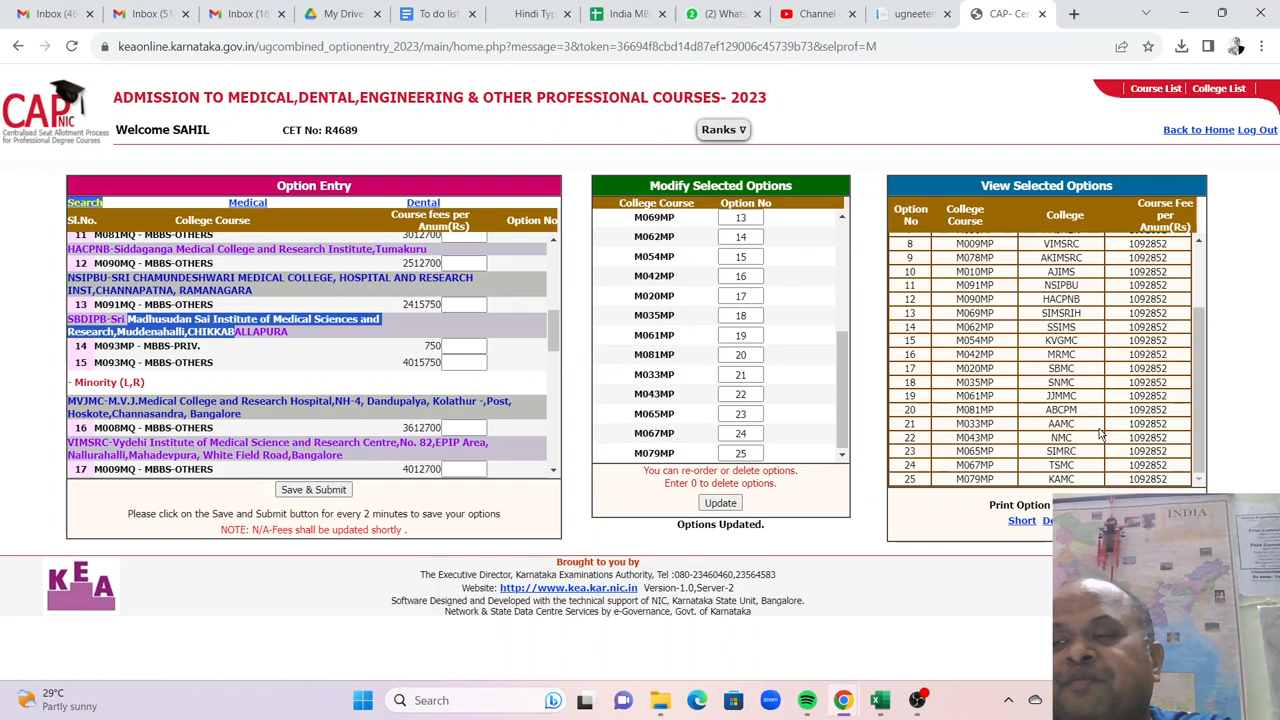 Inbox (46
Admission
Inbox (45
Inbox (18
My Drive
To do list
Hindi Typ
India MB
(2) Whats
Channel
ugneeten
CAP- Cen
keaonline.karnataka.gov.in/ugcombined_optionentry_2023/main/home.php?message=3&token=36694f8cbd14d87ef129006c45739b73&selprof=M
CAP NIC
Centralised Seat Allotment Process
for Professional Degree Courses
ADMISSION TO MEDICAL,DENTAL,ENGINEERING & OTHER PROFESSIONAL COURSES- 2023
Course List College List
Welcome SAHIL CET No: R4689 Ranks ∇ Back to Home Log Out
Option Entry
Search Medical Dental
Sl.No. College Course Course fees per Anum(Rs) Option No
11 M081MQ - MBBS-OTHERS 3012700
HACPNB-Siddaganga Medical College and Research Institute,Tumakuru
12 M090MQ - MBBS-OTHERS 2512700
NSIPBU-SRI CHAMUNDESHWARI MEDICAL COLLEGE, HOSPITAL AND RESEARCH
INST,CHANNAPATNA, RAMANAGARA
13 M091MQ - MBBS-OTHERS 2415750
SBDIPB-Sri Madhusudan Sai Institute of Medical Sciences and
Research,Muddenahalli,CHIKKABALLAPURA
14 M093MP - MBBS-PRIV. 750
15 M093MQ - MBBS-OTHERS 4015750
- Minority (L,R)
MVJMC-M.V.J.Medical College and Research Hospital,NH-4, Dandupalya, Kolathur -,Post,
Hoskote,Channasandra, Bangalore
16 M008MQ - MBBS-OTHERS 3612700
VIMSRC-Vydehi Institute of Medical Science and Research Centre,No. 82,EPIP Area,
Nallurahalli,Mahadevpura, White Field Road,Bangalore
17 M009MQ - MBBS-OTHERS 4012700
Save & Submit
Please click on the Save and Submit button for every 2 minutes to save your options
NOTE: N/A-Fees shall be updated shortly .
Modify Selected Options
College Course Option No
M069MP 13
M062MP 14
M054MP 15
M042MP 16
M020MP 17
M035MP 18
M061MP 19
M081MP 20
M033MP 21
M043MP 22
M065MP 23
M067MP 24
M079MP 25
You can re-order or delete options.
Enter 0 to delete options.
Update
Options Updated.
View Selected Options
Option No College Course College Course Fee per Anum(Rs)
8 M009MP VIMSRC 1092852
9 M078MP AKIMSRC 1092852
10 M010MP AJIMS 1092852
11 M091MP NSIPBU 1092852
12 M090MP HACPNB 1092852
13 M069MP SIMSRIH 1092852
14 M062MP SSIMS 1092852
15 M054MP KVGMC 1092852
16 M042MP MRMC 1092852
17 M020MP SBMC 1092852
18 M035MP SNMC 1092852
19 M061MP JJMMC 1092852
20 M081MP ABCPM 1092852
21 M033MP AAMC 1092852
22 M043MP NMC 1092852
23 M065MP SIMRC 1092852
24 M067MP TSMC 1092852
25 M079MP KAMC 1092852
Print Option
Short De
INDIA
KEA
Brought to you by
The Executive Director, Karnataka Examinations Authority, Tel :080-23460460,23564583
Website: http://www.kea.kar.nic.in Version-1.0,Server-2
Software Designed and Developed with the technical support of NIC, Karnataka State Unit, Bangalore.
Network & State Data Centre Services by e-Governance, Govt. of Karnataka
29°C
Partly sunny
Search
zoom